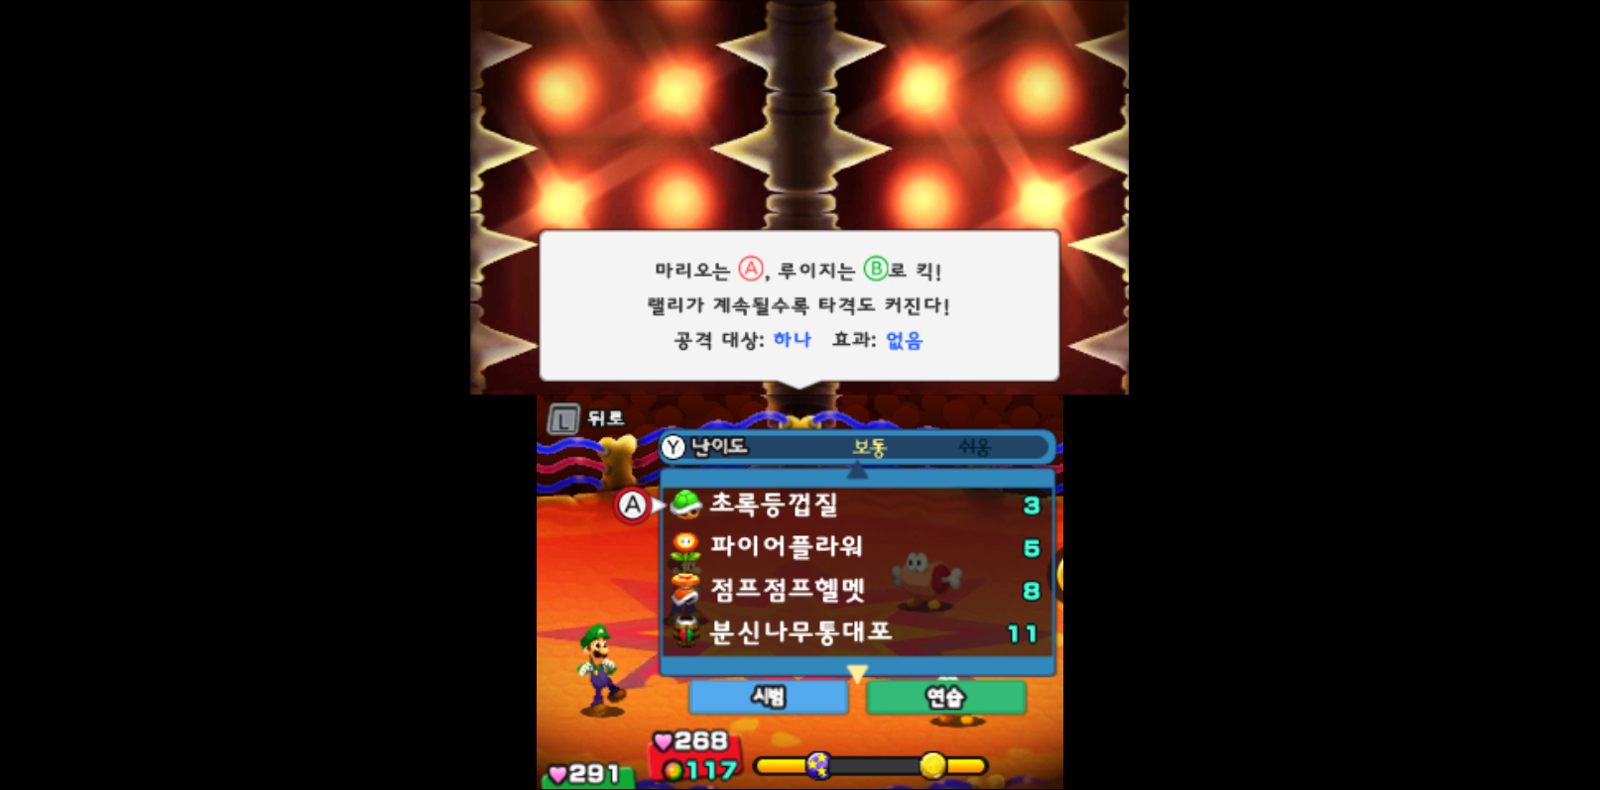 마리오는 Ⓐ, 루이지는 Ⓑ로 킥!
랠리가 계속될수록 타격도 커진다!
공격 대상: 하나 효과: 없음
L 뒤로
Y 난이도 보통 쉬움
A 초록등껍질 3
파이어플라워 5
점프점프헬멧 8
분신나무통대포 11
시범 연습
268
291 117